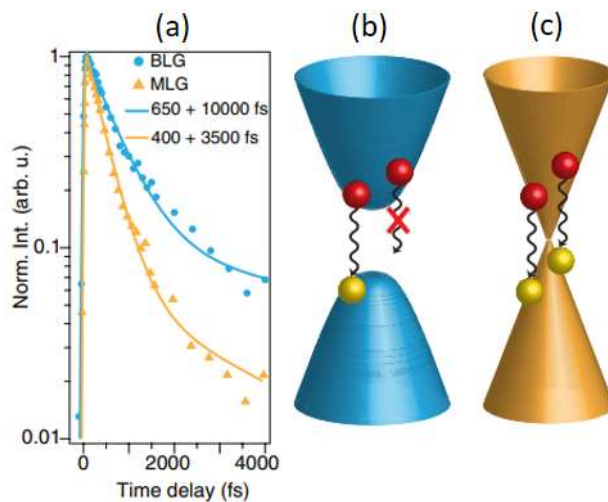 (a)
(b)
(c)
1
BLG
MLG
650 + 10000 fs
400 + 3500 fs
Norm. Int. (arb. u.)
0.1
0.01
0
2000
4000
Time delay (fs)